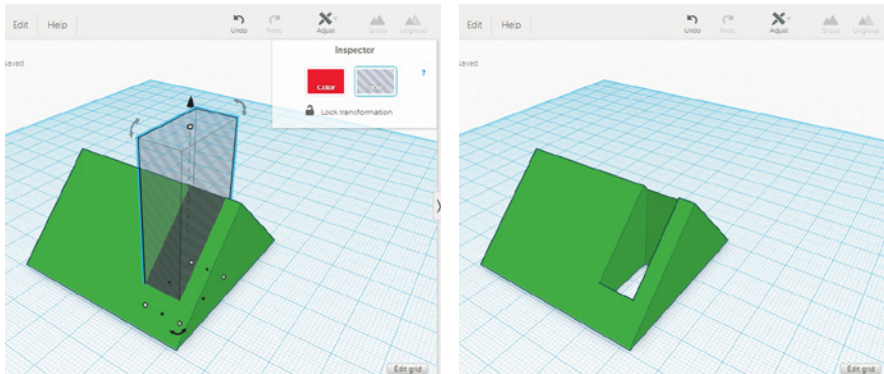 Edit Help Undo Redo Adjust Group Ungroup
saved
Inspector
Color
Lock transformation
?
Edit grid
Edit Help Undo Redo Adjust Group Ungroup
saved
Edit grid